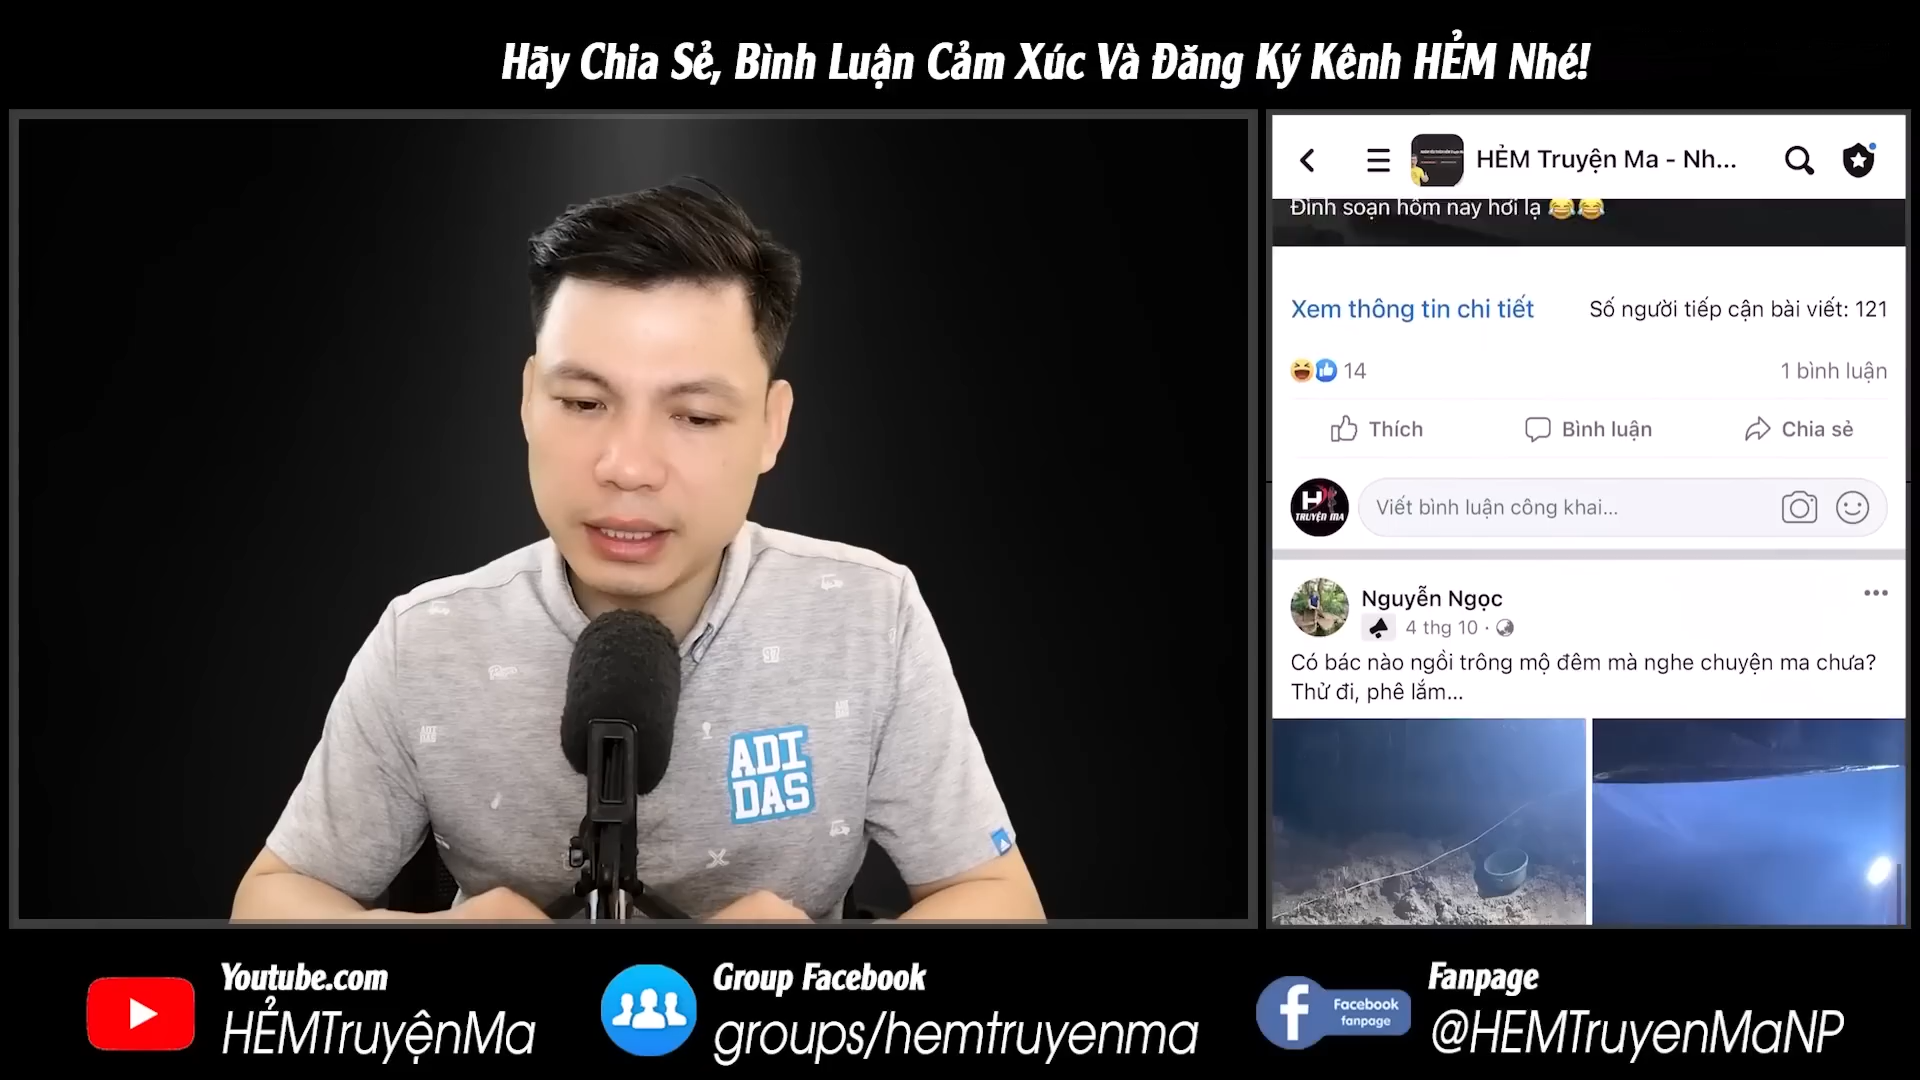 Hãy Chia Sẻ, Bình Luận Cảm Xúc Và Đăng Ký Kênh HẺM Nhé!
HẺM Truyện Ma - Nh...
Đình soạn hôm nay hơi lạ 😂😂
Xem thông tin chi tiết
Số người tiếp cận bài viết: 121
14
1 bình luận
Thích
Bình luận
Chia sẻ
H
TRUYỆN MA
Viết bình luận công khai...
Nguyễn Ngọc
4 thg 10 ·
Có bác nào ngồi trông mộ đêm mà nghe chuyện ma chưa?
Thử đi, phê lắm...
97
ADI
DAS
Youtube.com
HẺMTruyệnMa
Group Facebook
groups/hemtruyenma
Facebook
fanpage
Fanpage
@HEMTruyenMaNP